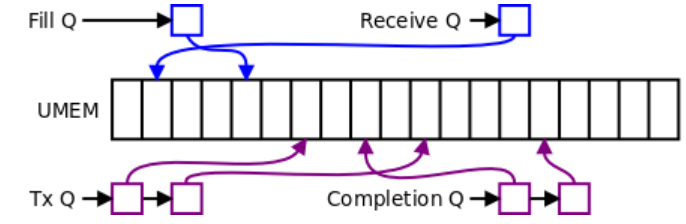 Fill Q
Receive Q
UMEM
Tx Q
Completion Q